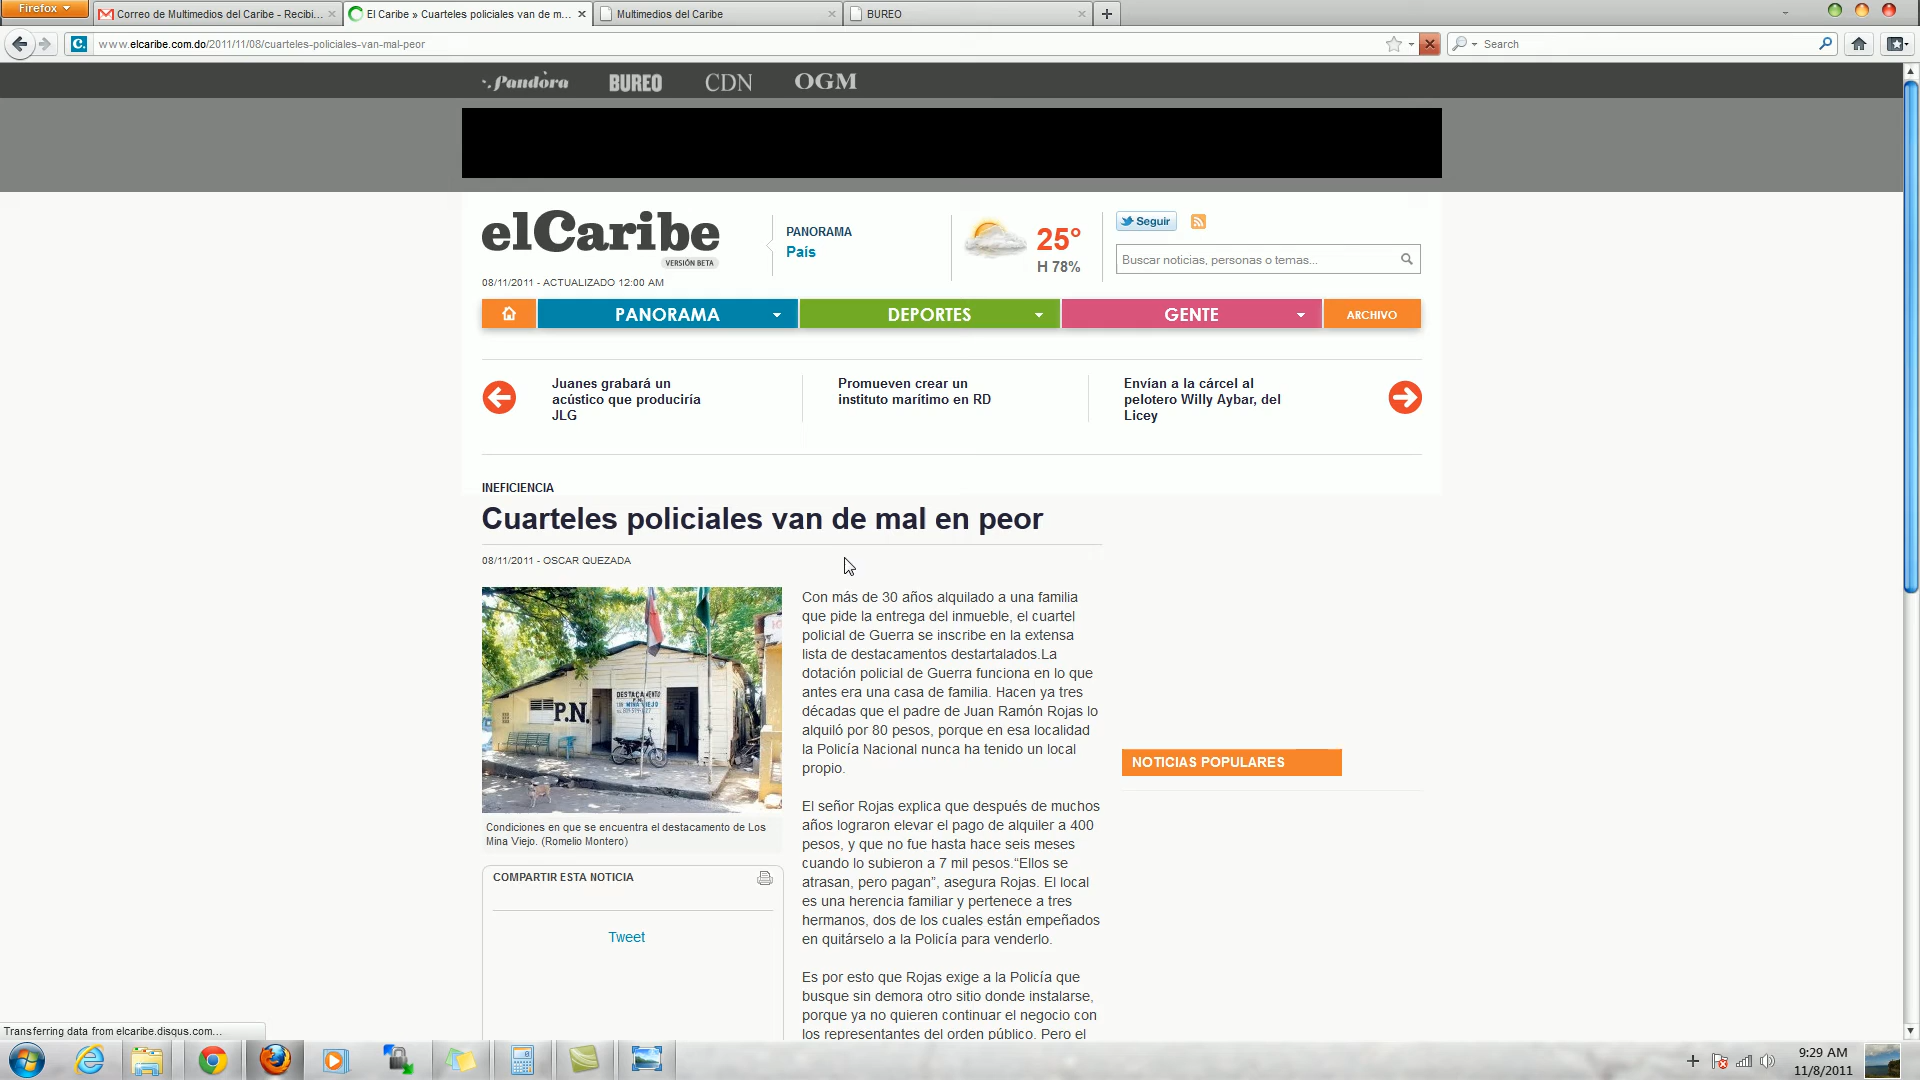 Firefox
Correo de Multimedios del Caribe - Recibi...
El Caribe » Cuarteles policiales van de m...
Multimedios del Caribe
BUREO
www.elcaribe.com.do/2011/11/08/cuarteles-policiales-van-mal-peor
Search
Pandora
BUREO
CDN
OGM
elCaribe
VERSIÓN BETA
08/11/2011 - ACTUALIZADO 12:00 AM
PANORAMA
País
25°
H 78%
Seguir
Buscar noticias, personas o temas...
PANORAMA
DEPORTES
GENTE
ARCHIVO
Juanes grabará un
acústico que produciría
JLG
Promueven crear un
instituto marítimo en RD
Envían a la cárcel al
pelotero Willy Aybar, del
Licey
INEFICIENCIA
Cuarteles policiales van de mal en peor
08/11/2011 - OSCAR QUEZADA
DESTACAMENTO
P.N.
MINA VIEJO
Condiciones en que se encuentra el destacamento de Los
Mina Viejo. (Romelio Montero)
COMPARTIR ESTA NOTICIA
Tweet
Con más de 30 años alquilado a una familia
que pide la entrega del inmueble, el cuartel
policial de Guerra se inscribe en la extensa
lista de destacamentos destartalados.La
dotación policial de Guerra funciona en lo que
antes era una casa de familia. Hacen ya tres
décadas que el padre de Juan Ramón Rojas lo
alquiló por 80 pesos, porque en esa localidad
la Policía Nacional nunca ha tenido un local
propio.
El señor Rojas explica que después de muchos
años lograron elevar el pago de alquiler a 400
pesos, y que no fue hasta hace seis meses
cuando lo subieron a 7 mil pesos.“Ellos se
atrasan, pero pagan”, asegura Rojas. El local
es una herencia familiar y pertenece a tres
hermanos, dos de los cuales están empeñados
en quitárselo a la Policía para venderlo.
Es por esto que Rojas exige a la Policía que
busque sin demora otro sitio donde instalarse,
porque ya no quieren continuar el negocio con
los representantes del orden público. Pero el
NOTICIAS POPULARES
Transferring data from elcaribe.disqus.com...
9:29 AM
11/8/2011